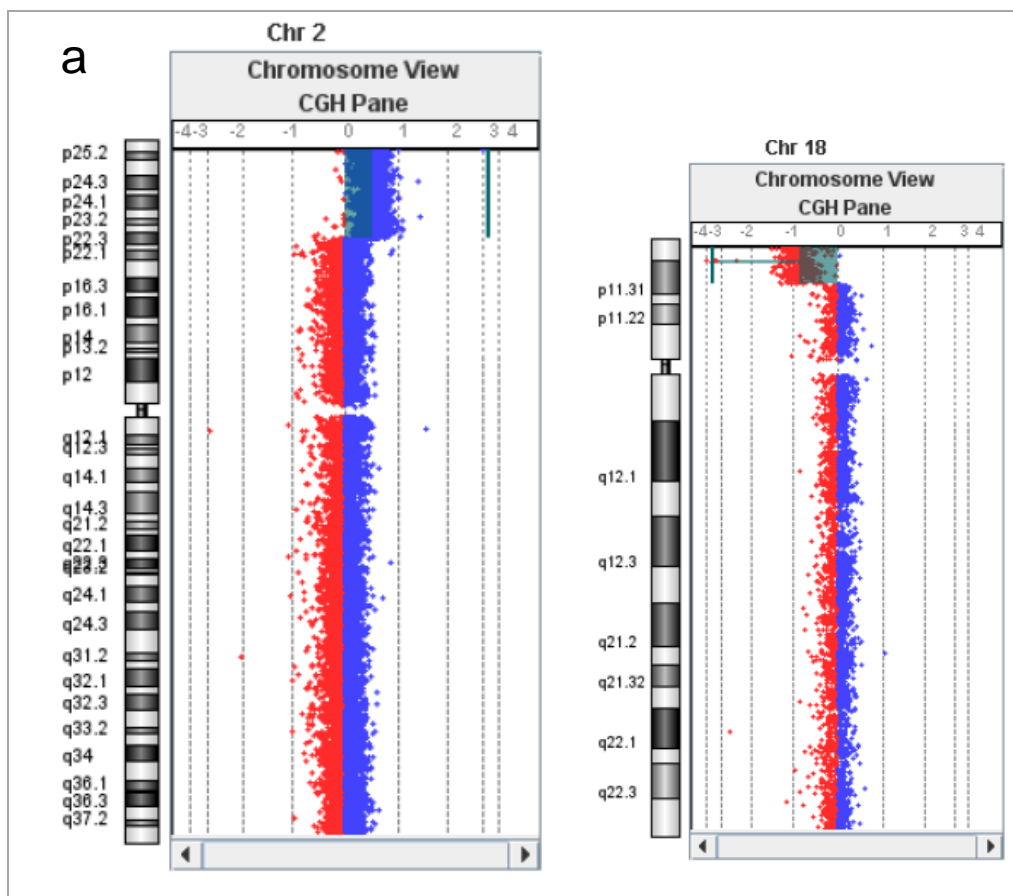 a
Chr 2
Chromosome View
CGH Pane
-4 -3 -2 -1 0 1 2 3 4
p25.2
p24.3
p24.1
p23.2
p22.3
p22.1
p16.3
p16.1
p14
p13.2
p12
q12.1
q12.3
q14.1
q14.3
q21.2
q22.1
q24.1
q24.3
q31.2
q32.1
q32.3
q33.2
q34
q36.1
q36.3
q37.2
Chr 18
Chromosome View
CGH Pane
-4 -3 -2 -1 0 1 2 3 4
p11.31
p11.22
q12.1
q12.3
q21.2
q21.32
q22.1
q22.3